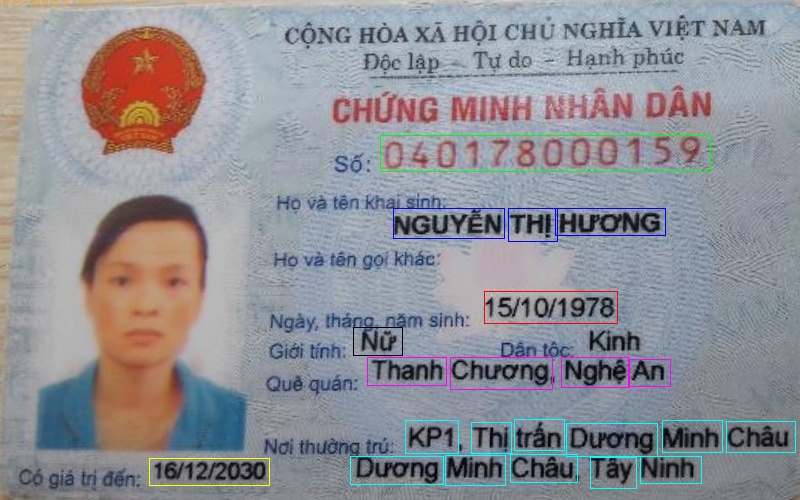 CỘNG HÒA XÃ HỘI CHỦ NGHĨA VIỆT NAM
Độc lập - Tự do - Hạnh phúc
CHỨNG MINH NHÂN DÂN
Số: 040178000159
Họ và tên khai sinh:
NGUYỄN THỊ HƯƠNG
Họ và tên gọi khác:
Ngày, tháng, năm sinh: 15/10/1978
Giới tính: Nữ Dân tộc: Kinh
Quê quán: Thanh Chương, Nghệ An
Nơi thường trú: KP1, Thị trấn Dương Minh Châu
Dương Minh Châu, Tây Ninh
Có giá trị đến: 16/12/2030